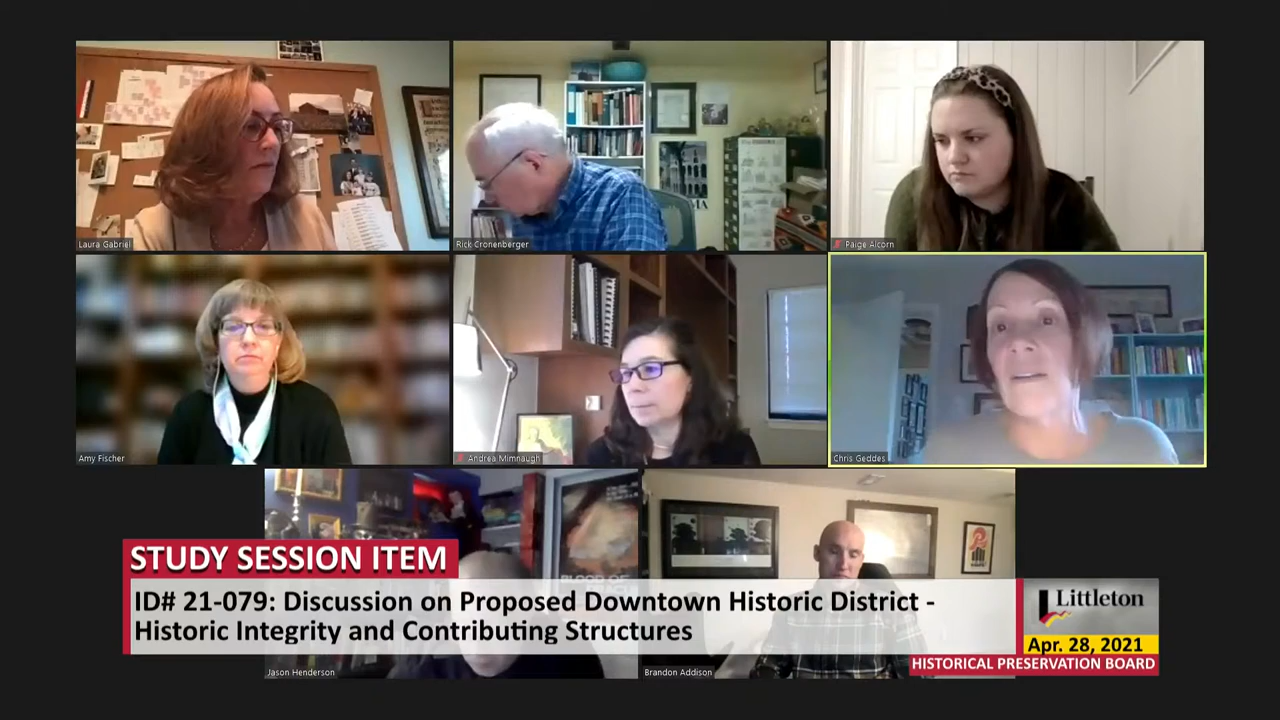 Laura Gabriel
Rick Cronenberger
Paige Alcorn
Amy Fischer
Andrea Mimnaugh
Chris Geddes
STUDY SESSION ITEM
ID# 21-079: Discussion on Proposed Downtown Historic District -
Historic Integrity and Contributing Structures
Littleton
Apr. 28, 2021
HISTORICAL PRESERVATION BOARD
Jason Henderson
Brandon Addison
BLOOD OF